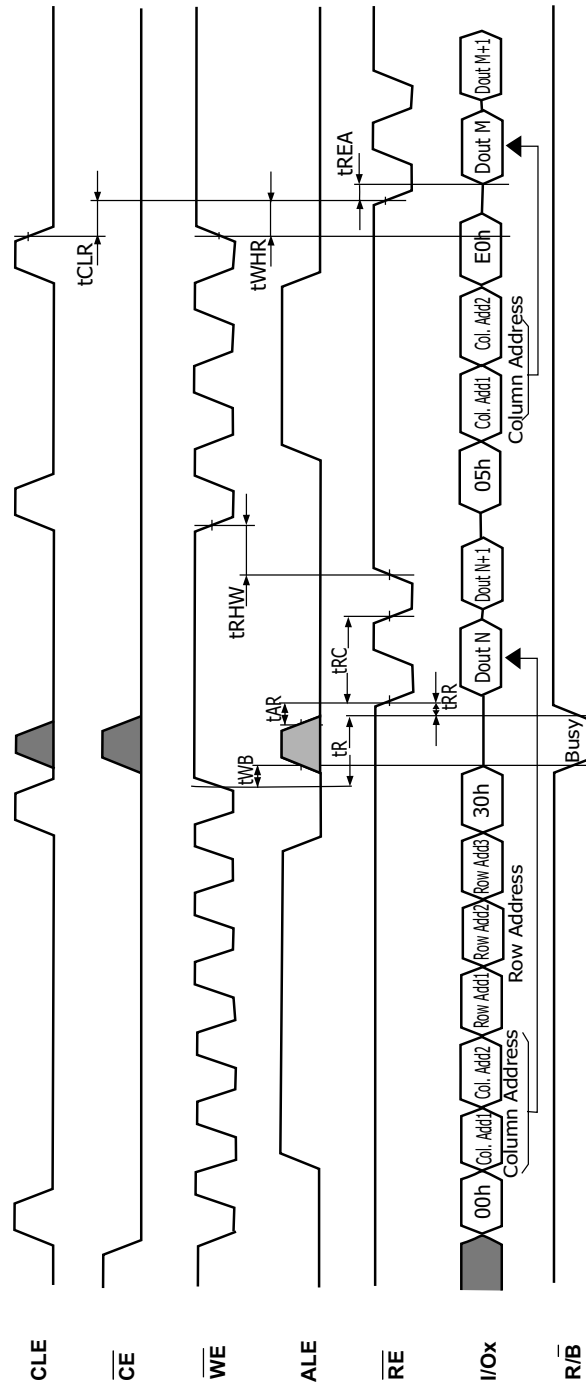 CLE
tCLR
CE
WE
tWB
tRHW
tWHR
ALE
tR
tAR
RE
tRR
tRC
tREA
I/Ox
00h
Col. Add1
Col. Add2
Row Add1
Row Add2
Row Add3
30h
Dout N
Dout N+1
05h
Col. Add1
Col. Add2
E0h
Dout M
Dout M+1
Column Address
Row Address
Column Address
R/B
Busy